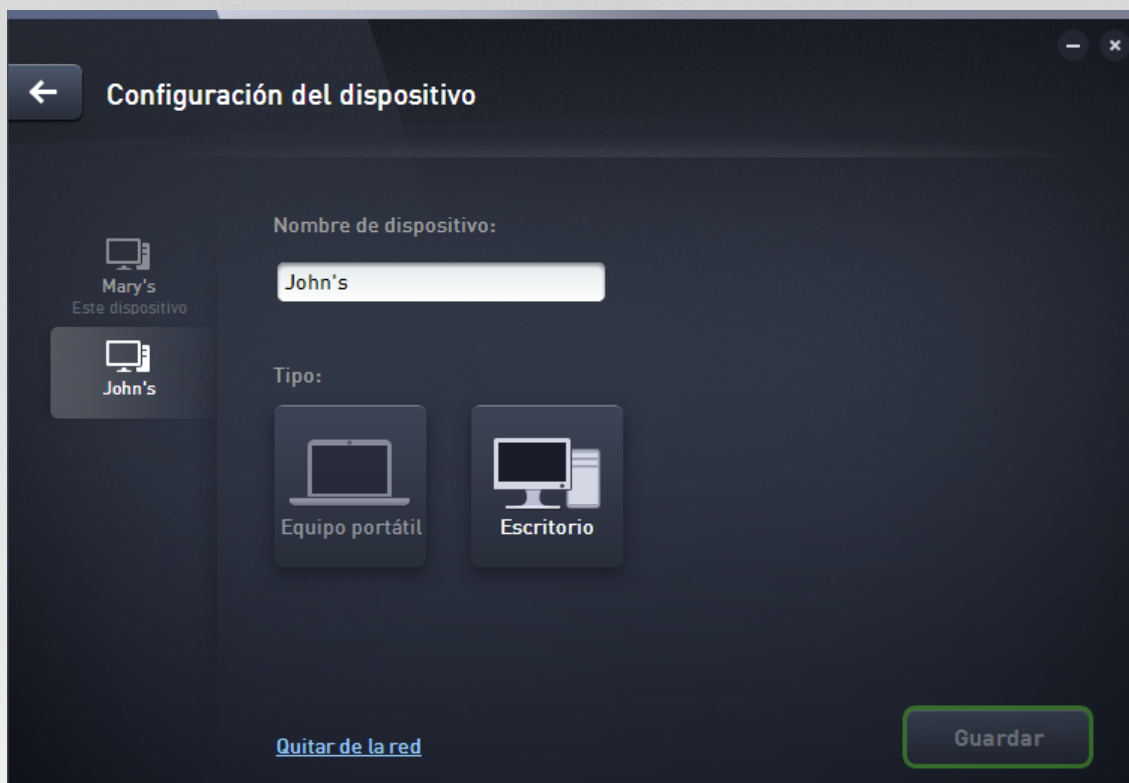 Configuración del dispositivo
Mary's
Este dispositivo
John's
Nombre de dispositivo:
John's
Tipo:
Equipo portátil
Escritorio
Quitar de la red
Guardar